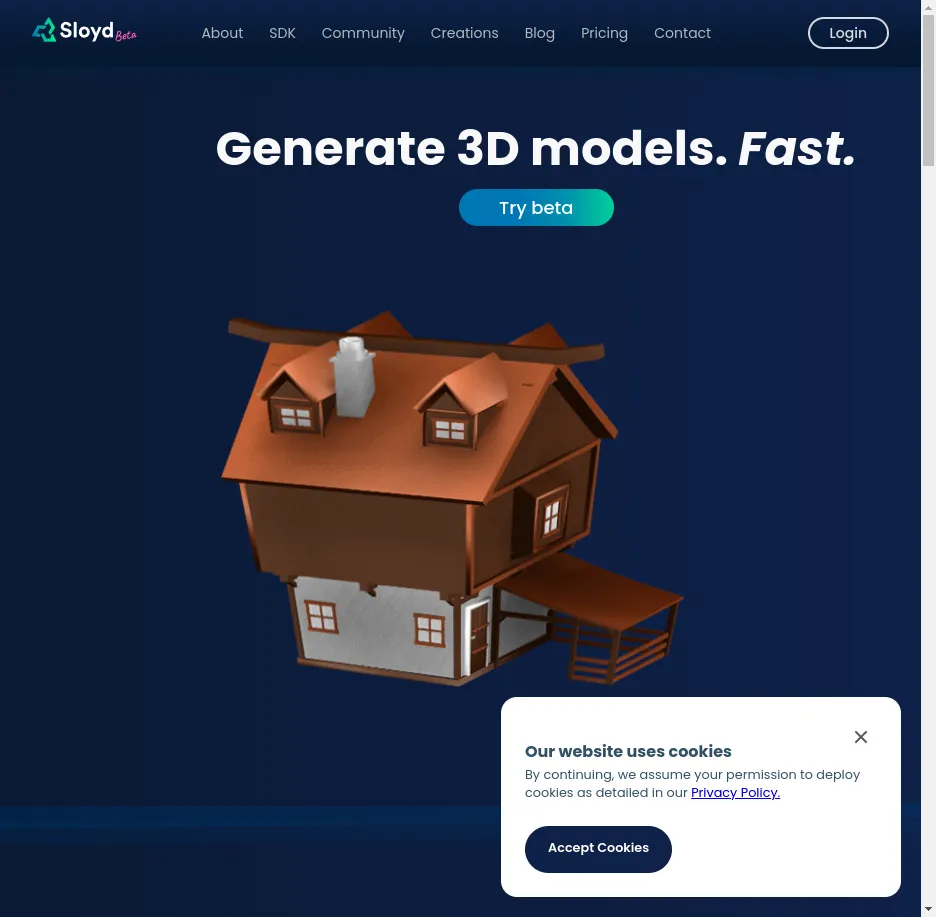 Sloyd Beta About SDK Community Creations Blog Pricing Contact Login
Generate 3D models. Fast.
Try beta
Our website uses cookies
By continuing, we assume your permission to deploy
cookies as detailed in our Privacy Policy.
Accept Cookies